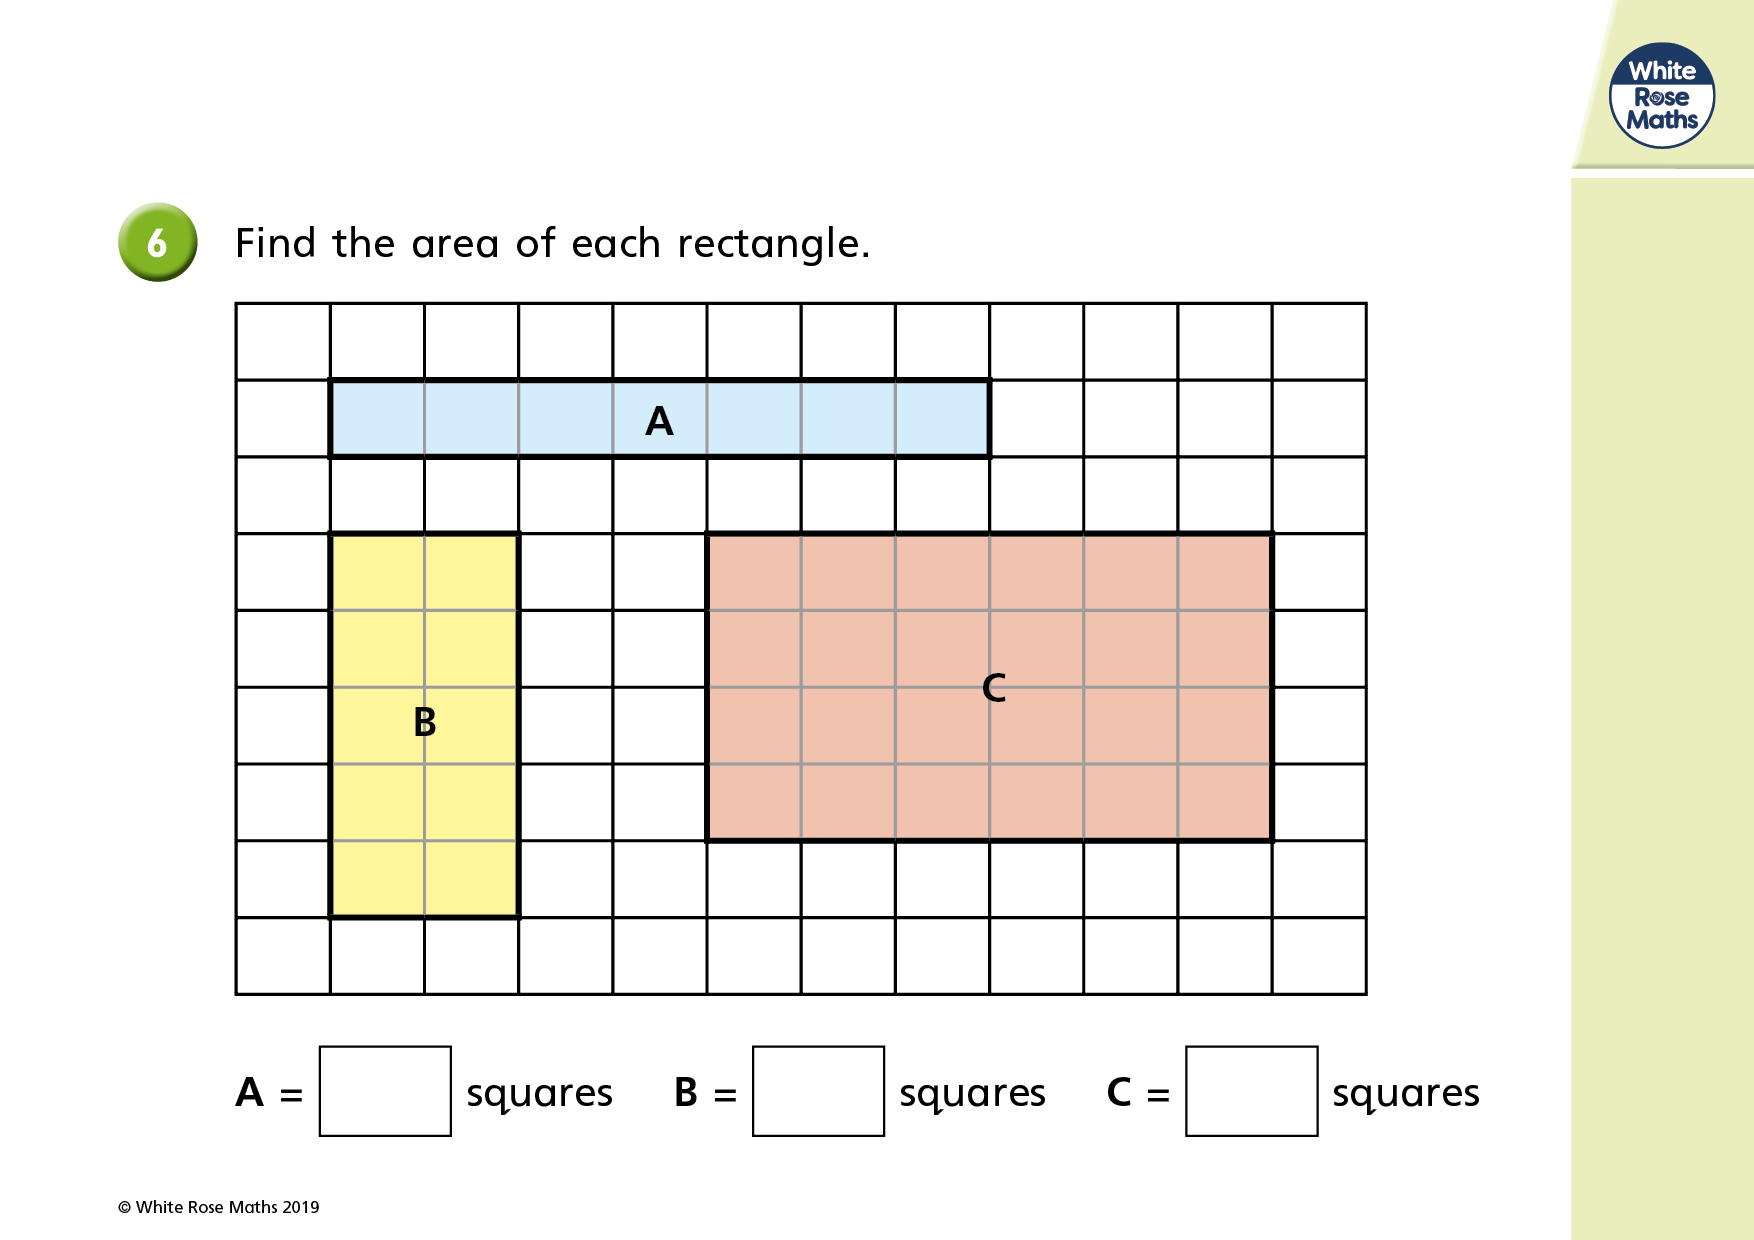 White
Rose
Maths
6 Find the area of each rectangle.
A
B
C
A = squares B = squares C = squares
© White Rose Maths 2019